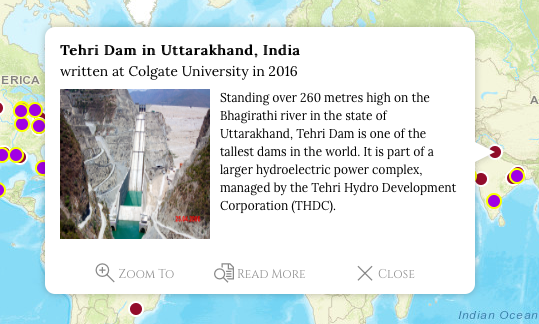 Tehri Dam in Uttarakhand, India
written at Colgate University in 2016
Standing over 260 metres high on the
Bhagirathi river in the state of
Uttarakhand, Tehri Dam is one of the
tallest dams in the world. It is part of a
larger hydroelectric power complex,
managed by the Tehri Hydro Development
Corporation (THDC).
ERICA
ZOOM TO
READ MORE
CLOSE
Indian Ocean